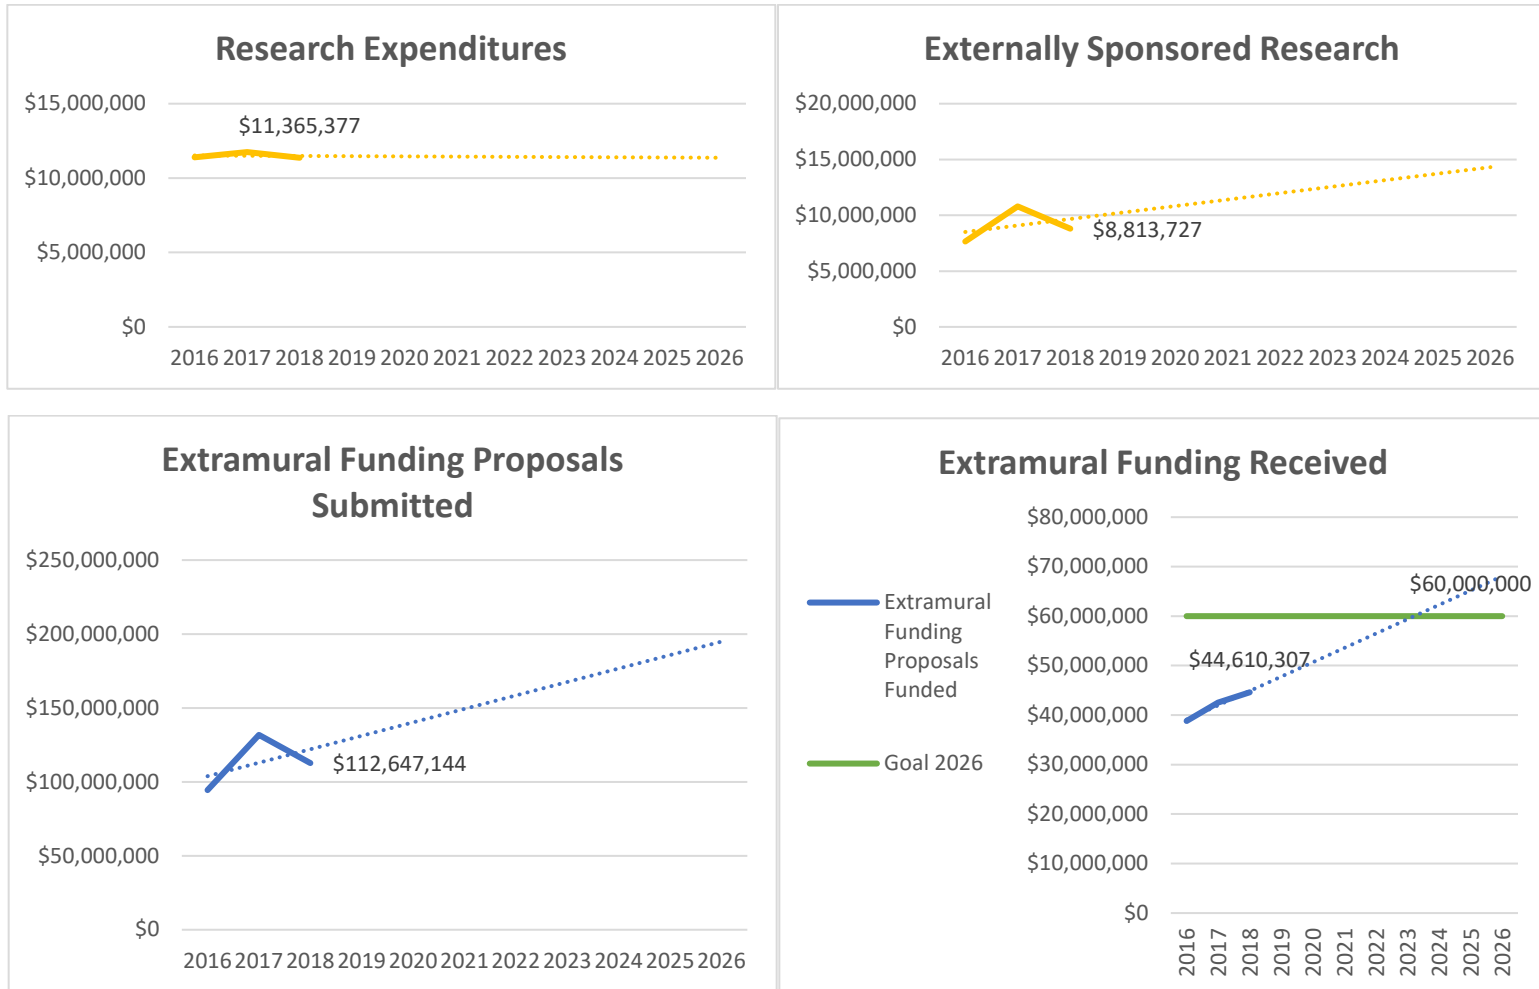 Research Expenditures
$15,000,000
$11,365,377
$10,000,000
$5,000,000
$0
2016 2017 2018 2019 2020 2021 2022 2023 2024 2025 2026
Externally Sponsored Research
$20,000,000
$15,000,000
$10,000,000
$8,813,727
$5,000,000
$0
2016 2017 2018 2019 2020 2021 2022 2023 2024 2025 2026
Extramural Funding Proposals
Submitted
$250,000,000
$200,000,000
$150,000,000
$112,647,144
$100,000,000
$50,000,000
$0
2016 2017 2018 2019 2020 2021 2022 2023 2024 2025 2026
Extramural Funding Received
Extramural
Funding
Proposals
Funded
Goal 2026
$80,000,000
$70,000,000
$60,000,000
$60,000,000
$50,000,000
$44,610,307
$40,000,000
$30,000,000
$20,000,000
$10,000,000
$0
2016 2017 2018 2019 2020 2021 2022 2023 2024 2025 2026